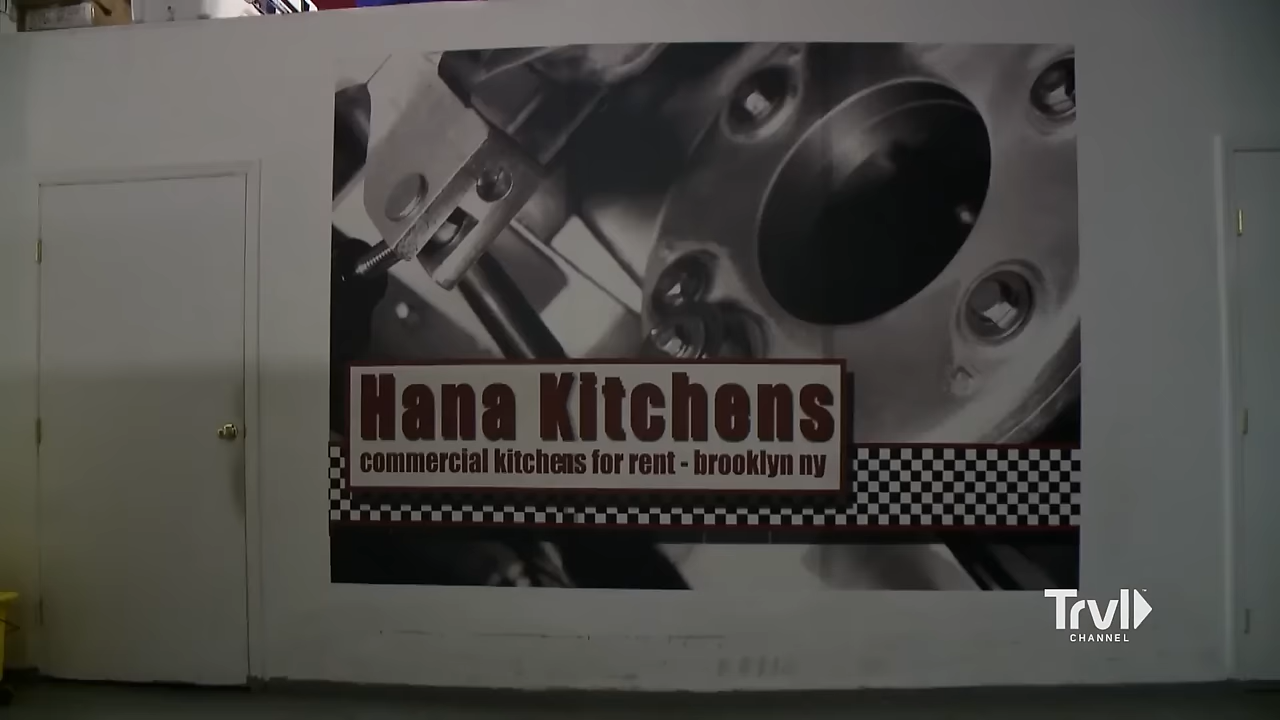 Hana Kitchens
commercial kitchens for rent - brooklyn ny
Trvl
CHANNEL